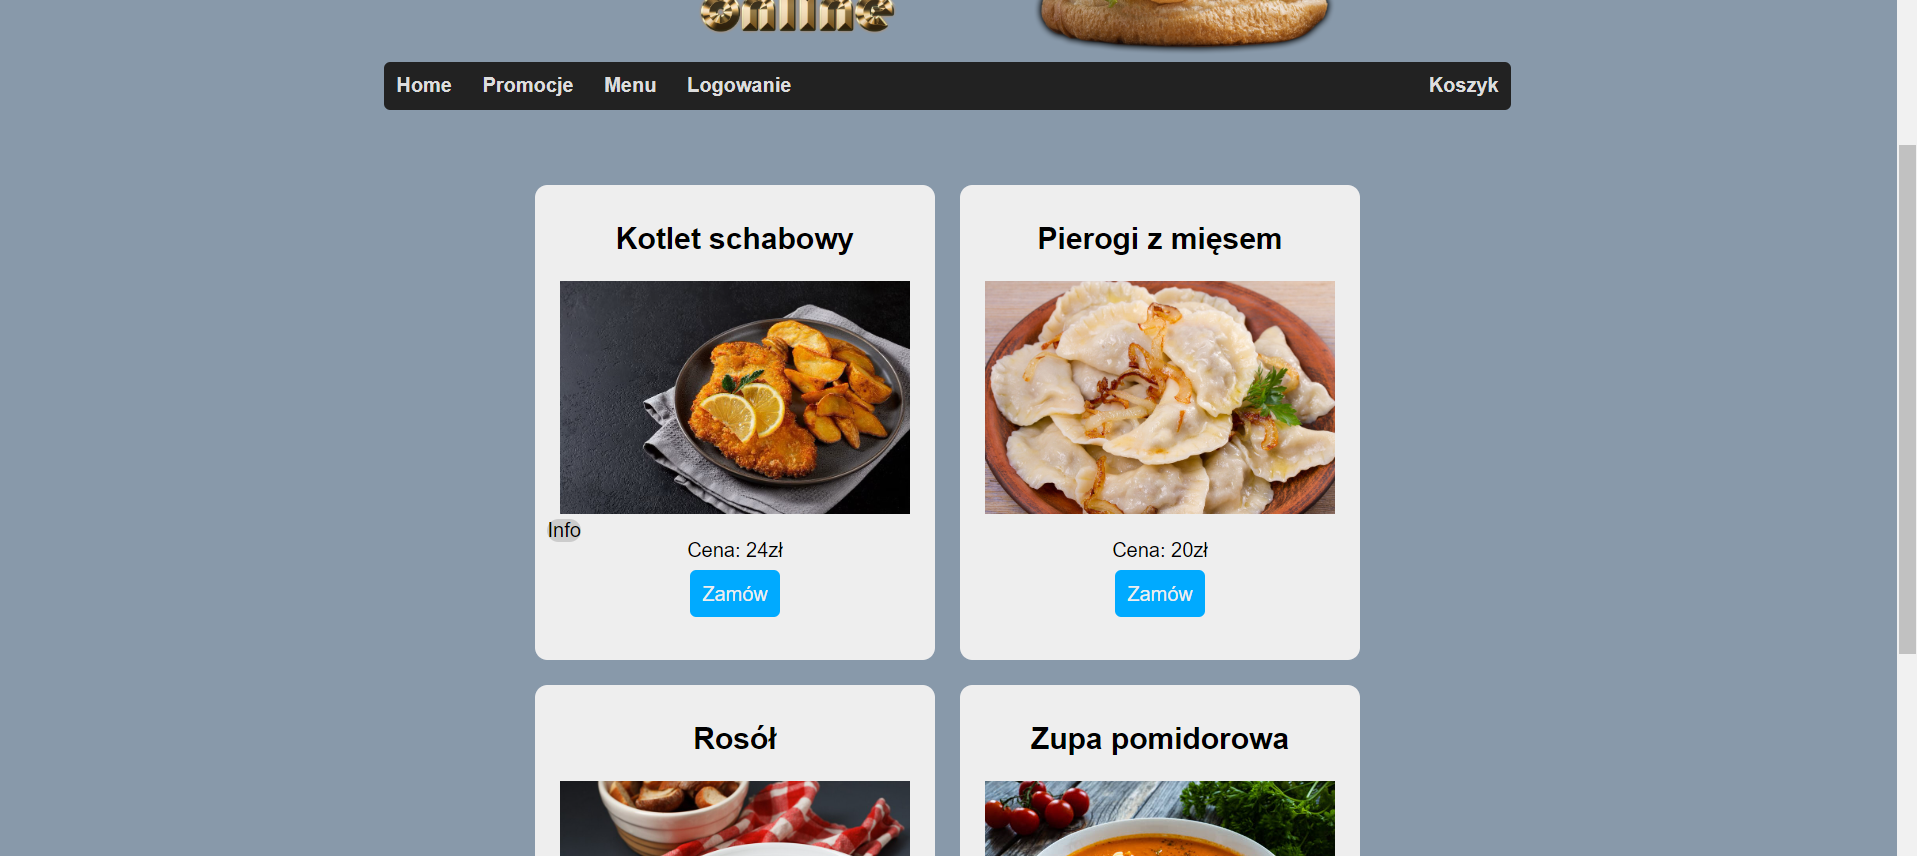 online
Home Promocje Menu Logowanie Koszyk
Kotlet schabowy
Pierogi z mięsem
Info
Cena: 24zł
Cena: 20zł
Zamów
Zamów
Rosół
Zupa pomidorowa